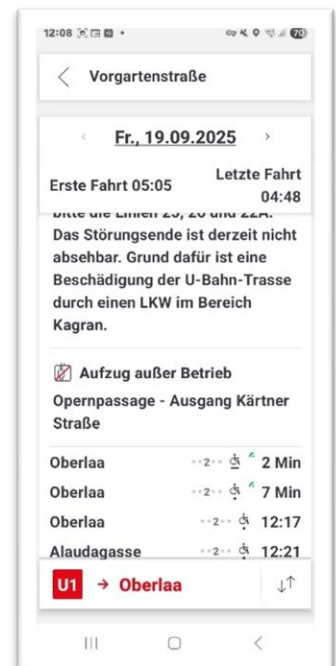 12:08
70
Vorgartenstraße
Fr., 19.09.2025
Erste Fahrt 05:05
Letzte Fahrt
04:48
bitte die Linien 25, 26 und 22A.
Das Störungsende ist derzeit nicht
absehbar. Grund dafür ist eine
Beschädigung der U-Bahn-Trasse
durch einen LKW im Bereich
Kagran.
Aufzug außer Betrieb
Opernpassage - Ausgang Kärtner
Straße
Oberlaa 2 2 Min
Oberlaa 2 7 Min
Oberlaa 2 12:17
Alaudagasse 2 12:21
U1 → Oberlaa